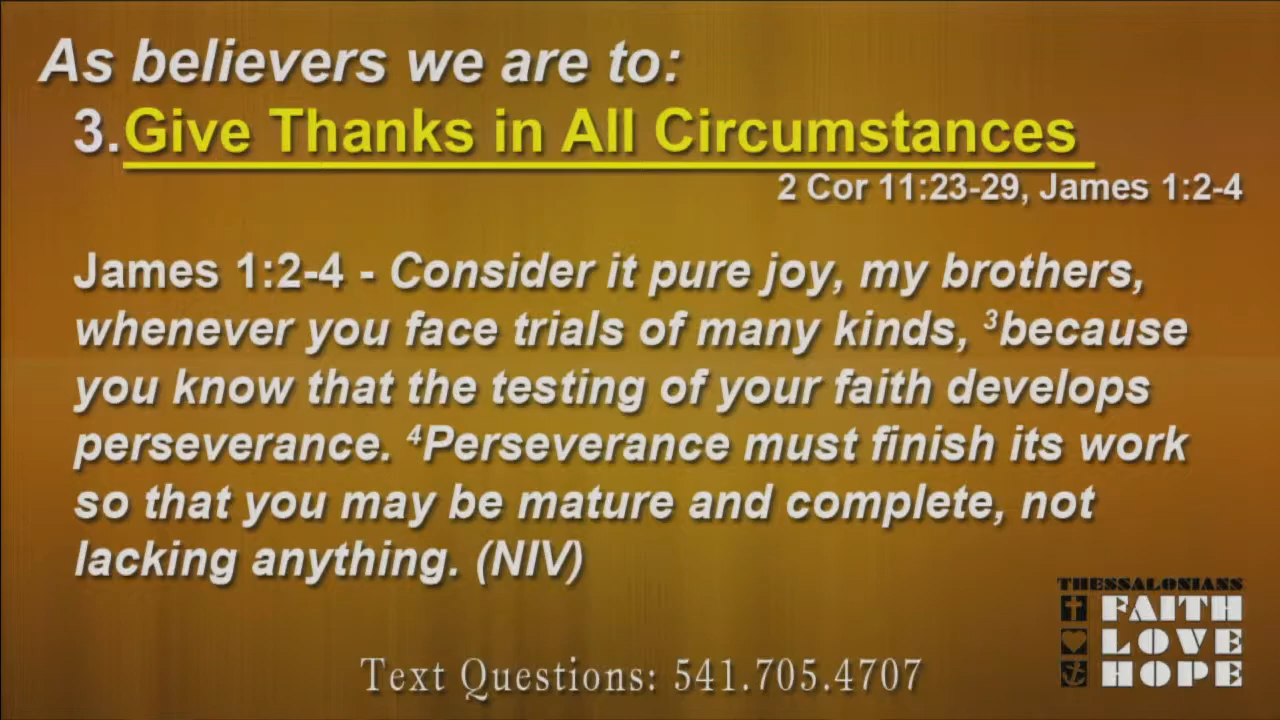 As believers we are to:
3.Give Thanks in All Circumstances
2 Cor 11:23-29, James 1:2-4
James 1:2-4 - Consider it pure joy, my brothers,
whenever you face trials of many kinds, ³because
you know that the testing of your faith develops
perseverance. ⁴Perseverance must finish its work
so that you may be mature and complete, not
lacking anything. (NIV)
THESSALONIANS
FAITH
LOVE
HOPE
Text Questions: 541.705.4707